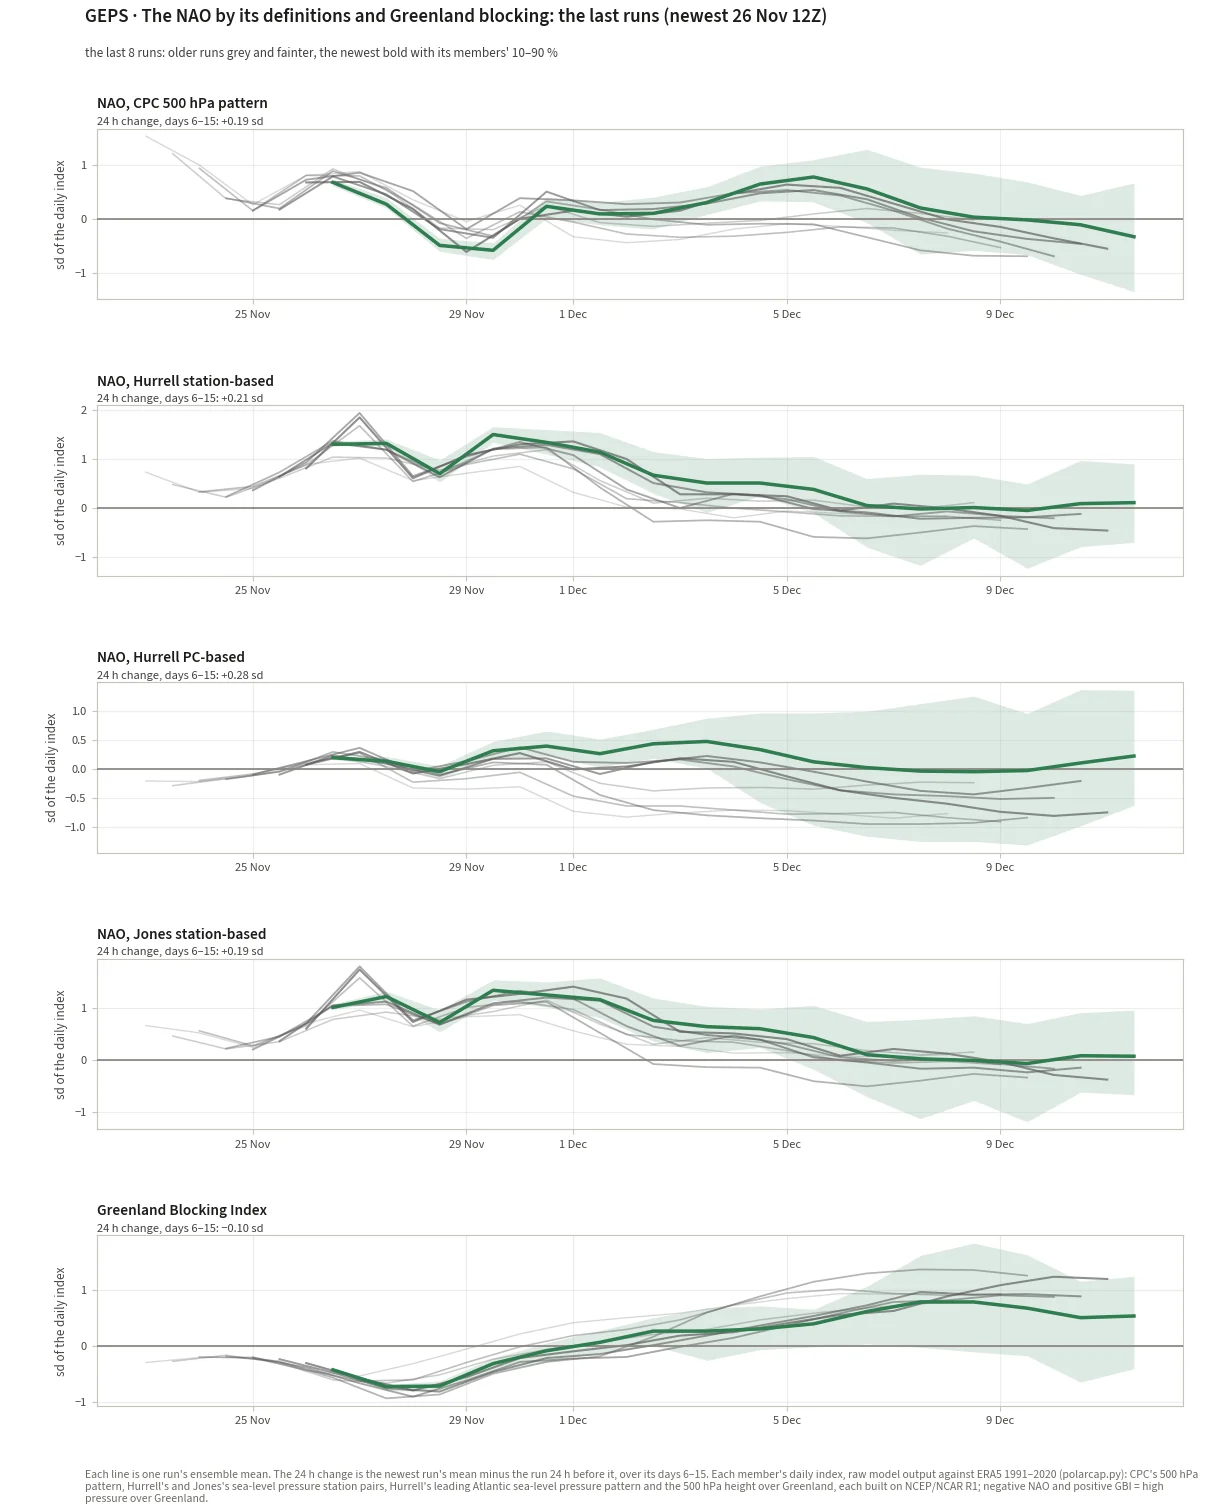 GEPS · The NAO by its definitions and Greenland blocking: the last runs (newest 26 Nov 12Z)
the last 8 runs: older runs grey and fainter, the newest bold with its members' 10–90 %
NAO, CPC 500 hPa pattern
24 h change, days 6–15: +0.19 sd
sd of the daily index
1
0
−1
25 Nov
29 Nov
1 Dec
5 Dec
9 Dec
NAO, Hurrell station-based
24 h change, days 6–15: +0.21 sd
sd of the daily index
2
1
0
−1
25 Nov
29 Nov
1 Dec
5 Dec
9 Dec
NAO, Hurrell PC-based
24 h change, days 6–15: +0.28 sd
sd of the daily index
1.0
0.5
0.0
−0.5
−1.0
25 Nov
29 Nov
1 Dec
5 Dec
9 Dec
NAO, Jones station-based
24 h change, days 6–15: +0.19 sd
sd of the daily index
1
0
−1
25 Nov
29 Nov
1 Dec
5 Dec
9 Dec
Greenland Blocking Index
24 h change, days 6–15: −0.10 sd
sd of the daily index
1
0
−1
25 Nov
29 Nov
1 Dec
5 Dec
9 Dec
Each line is one run's ensemble mean. The 24 h change is the newest run's mean minus the run 24 h before it, over its days 6–15. Each member's daily index, raw model output against ERA5 1991–2020 (polarcap.py): CPC's 500 hPa
pattern, Hurrell's and Jones's sea-level pressure station pairs, Hurrell's leading Atlantic sea-level pressure pattern and the 500 hPa height over Greenland, each built on NCEP/NCAR R1; negative NAO and positive GBI = high
pressure over Greenland.